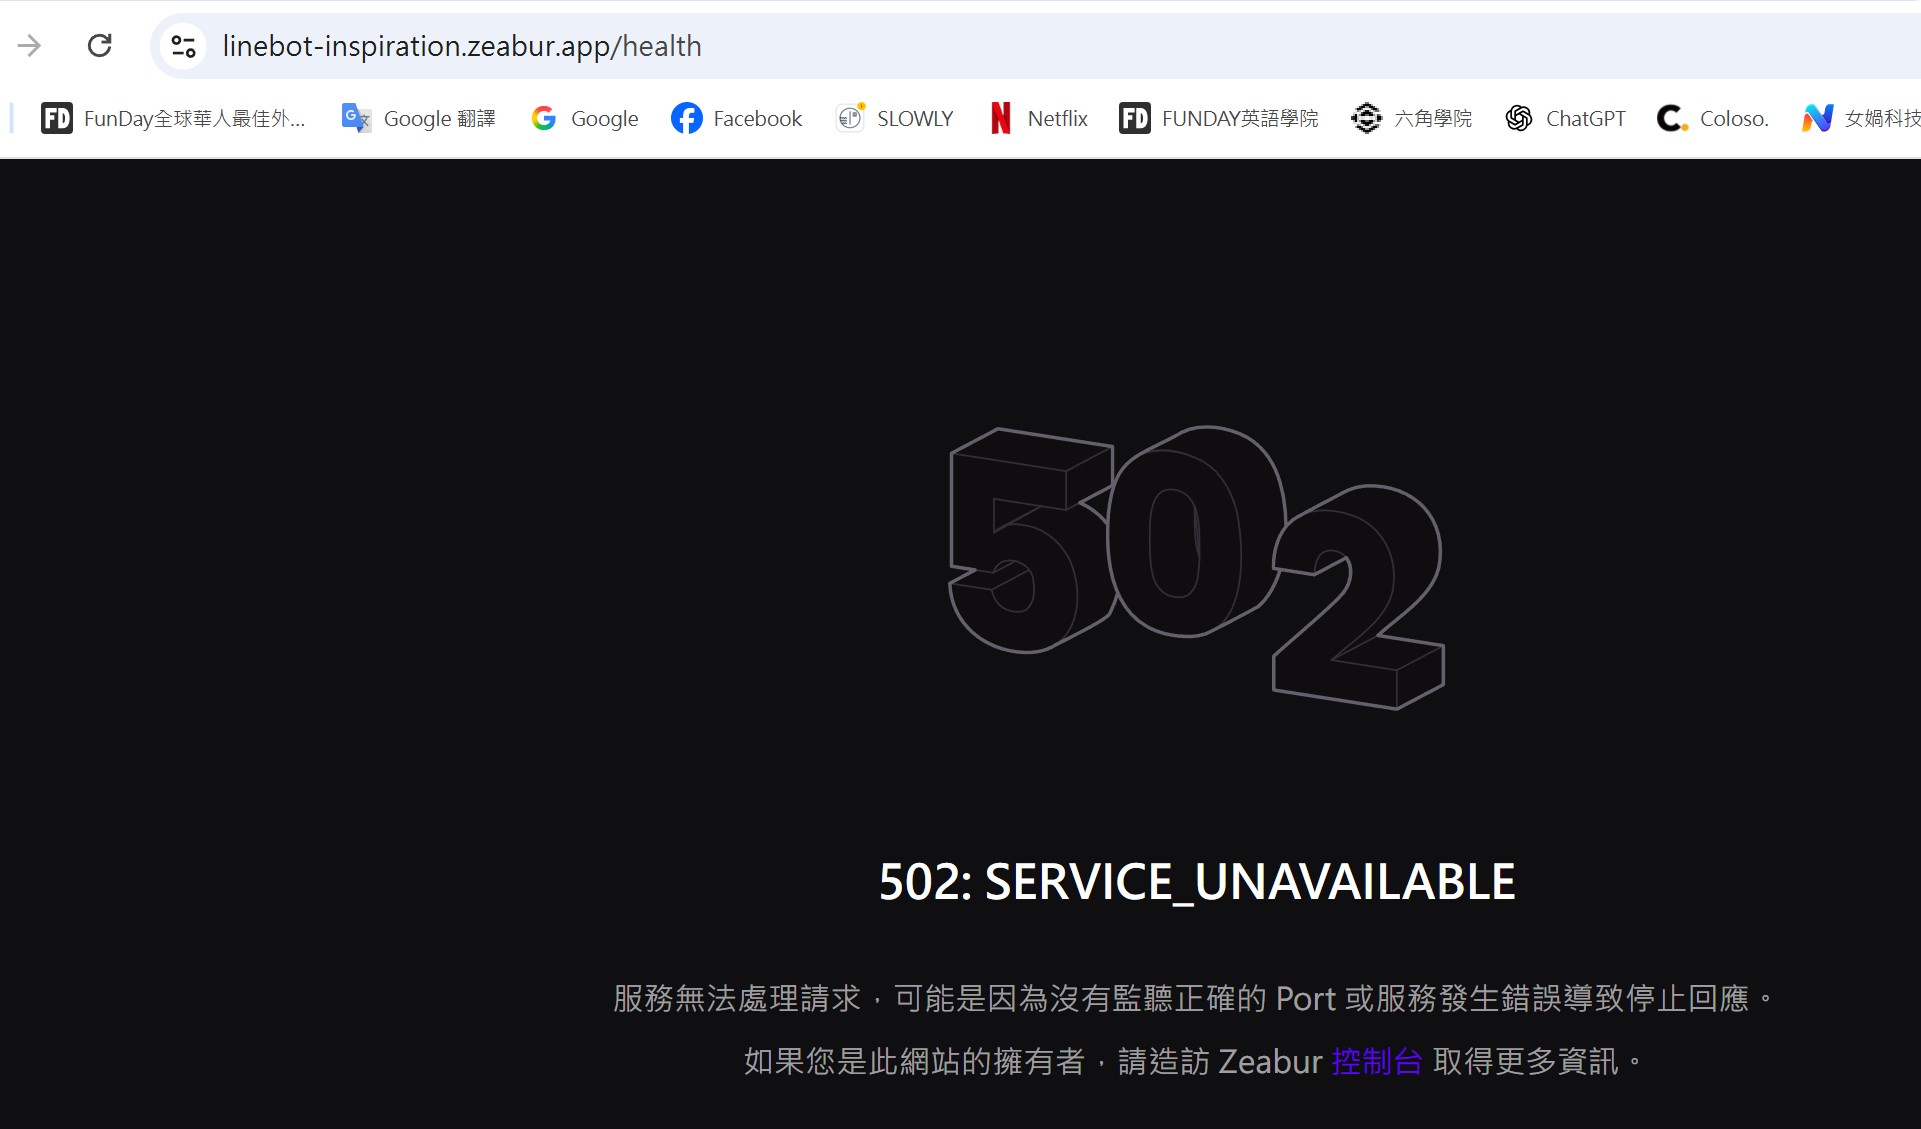 linebot-inspiration.zeabur.app/health
FD FunDay全球華人最佳外... Google 翻譯 Google Facebook SLOWLY Netflix FD FUNDAY英語學院 六角學院 ChatGPT Coloso. 女媧科技
502
502: SERVICE_UNAVAILABLE
服務無法處理請求，可能是因為沒有監聽正確的 Port 或服務發生錯誤導致停止回應。
如果您是此網站的擁有者，請造訪 Zeabur 控制台 取得更多資訊。